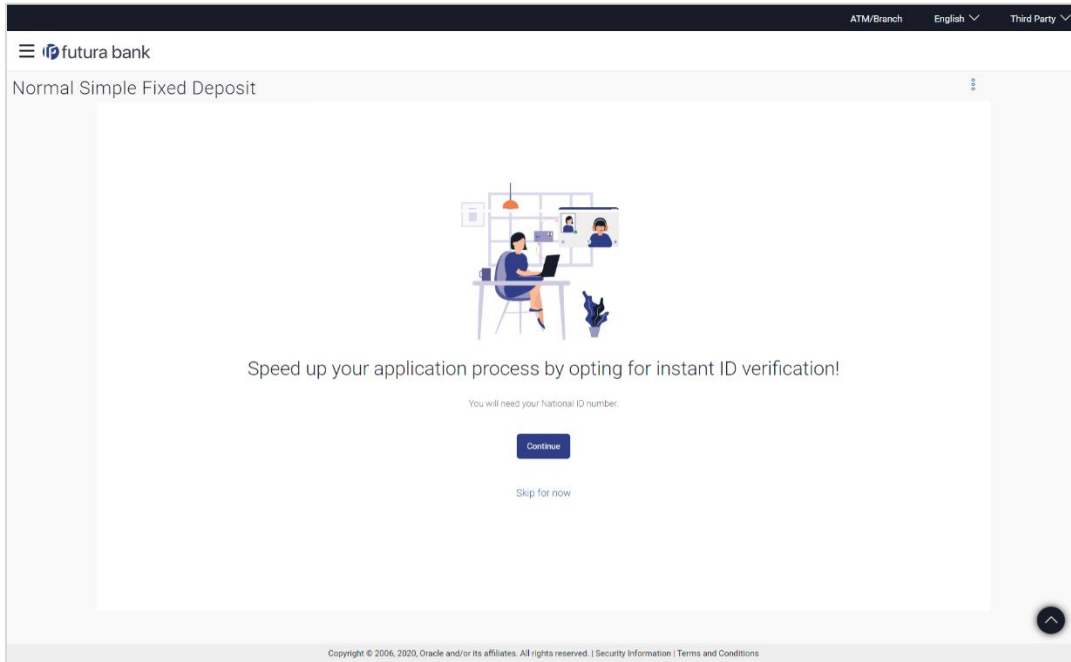 ATM/Branch English Third Party
futura bank
Normal Simple Fixed Deposit
Speed up your application process by opting for instant ID verification!
You will need your National ID number.
Continue
Skip for now
Copyright © 2006, 2020, Oracle and/or its affiliates. All rights reserved. | Security Information | Terms and Conditions